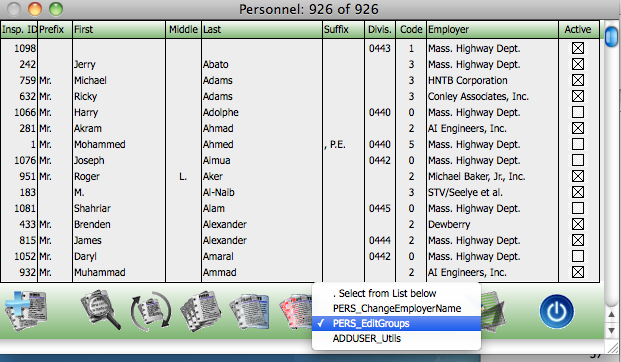 Personnel: 926 of 926
Insp. ID Prefix First Middle Last Suffix Divis. Code Employer Active
1098 0443 1 Mass. Highway Dept.
242 Jerry Abato 3 Mass. Highway Dept.
759 Mr. Michael Adams 3 HNTB Corporation
632 Mr. Ricky Adams 3 Conley Associates, Inc.
1066 Mr. Harry Adolphe 0440 0 Mass. Highway Dept.
281 Mr. Akram Ahmad 2 AI Engineers, Inc.
1 Mr. Mohammed Ahmed , P.E. 0440 5 Mass. Highway Dept.
1076 Mr. Joseph Aimua 0442 0 Mass. Highway Dept.
951 Mr. Roger L. Aker 2 Michael Baker, Jr., Inc.
183 M. Al-Naib 3 STV/Seelye et al.
1081 Shahriar Alam 0445 0 Mass. Highway Dept.
433 Mr. Brenden Alexander 2 Dewberry
815 Mr. James Alexander 0444 2 Mass. Highway Dept.
1052 Mr. Daryl Amaral 0442 0 Mass. Highway Dept.
932 Mr. Muhammad Ammad 2 AI Engineers, Inc.
. Select from List below
PERS_ChangeEmployerName
✓ PERS_EditGroups
ADDUSER_Utils